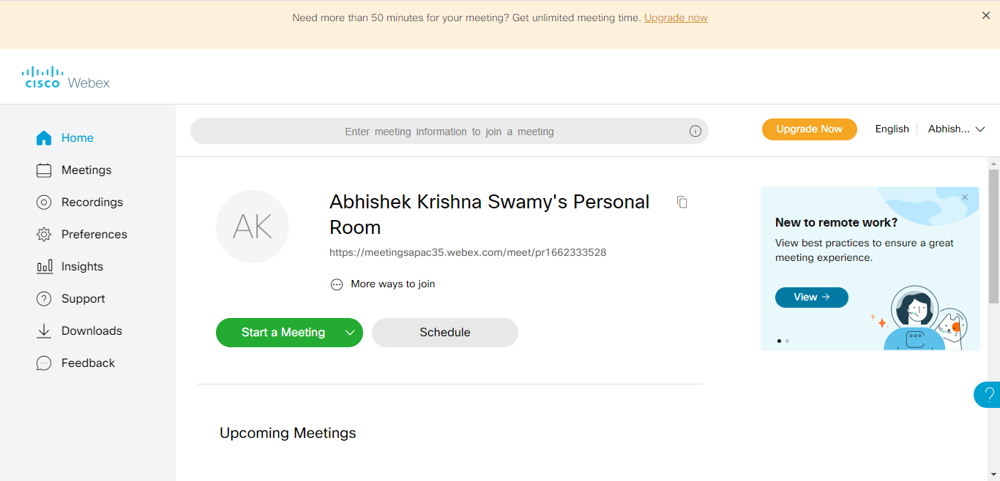 Need more than 50 minutes for your meeting? Get unlimited meeting time. Upgrade now
cisco Webex
Home
Meetings
Recordings
Preferences
Insights
Support
Downloads
Feedback
Enter meeting information to join a meeting
Upgrade Now
English
Abhish...
AK
Abhishek Krishna Swamy's Personal
Room
https://meetingsapac35.webex.com/meet/pr1662333528
More ways to join
Start a Meeting
Schedule
New to remote work?
View best practices to ensure a great
meeting experience.
View →
?
Upcoming Meetings